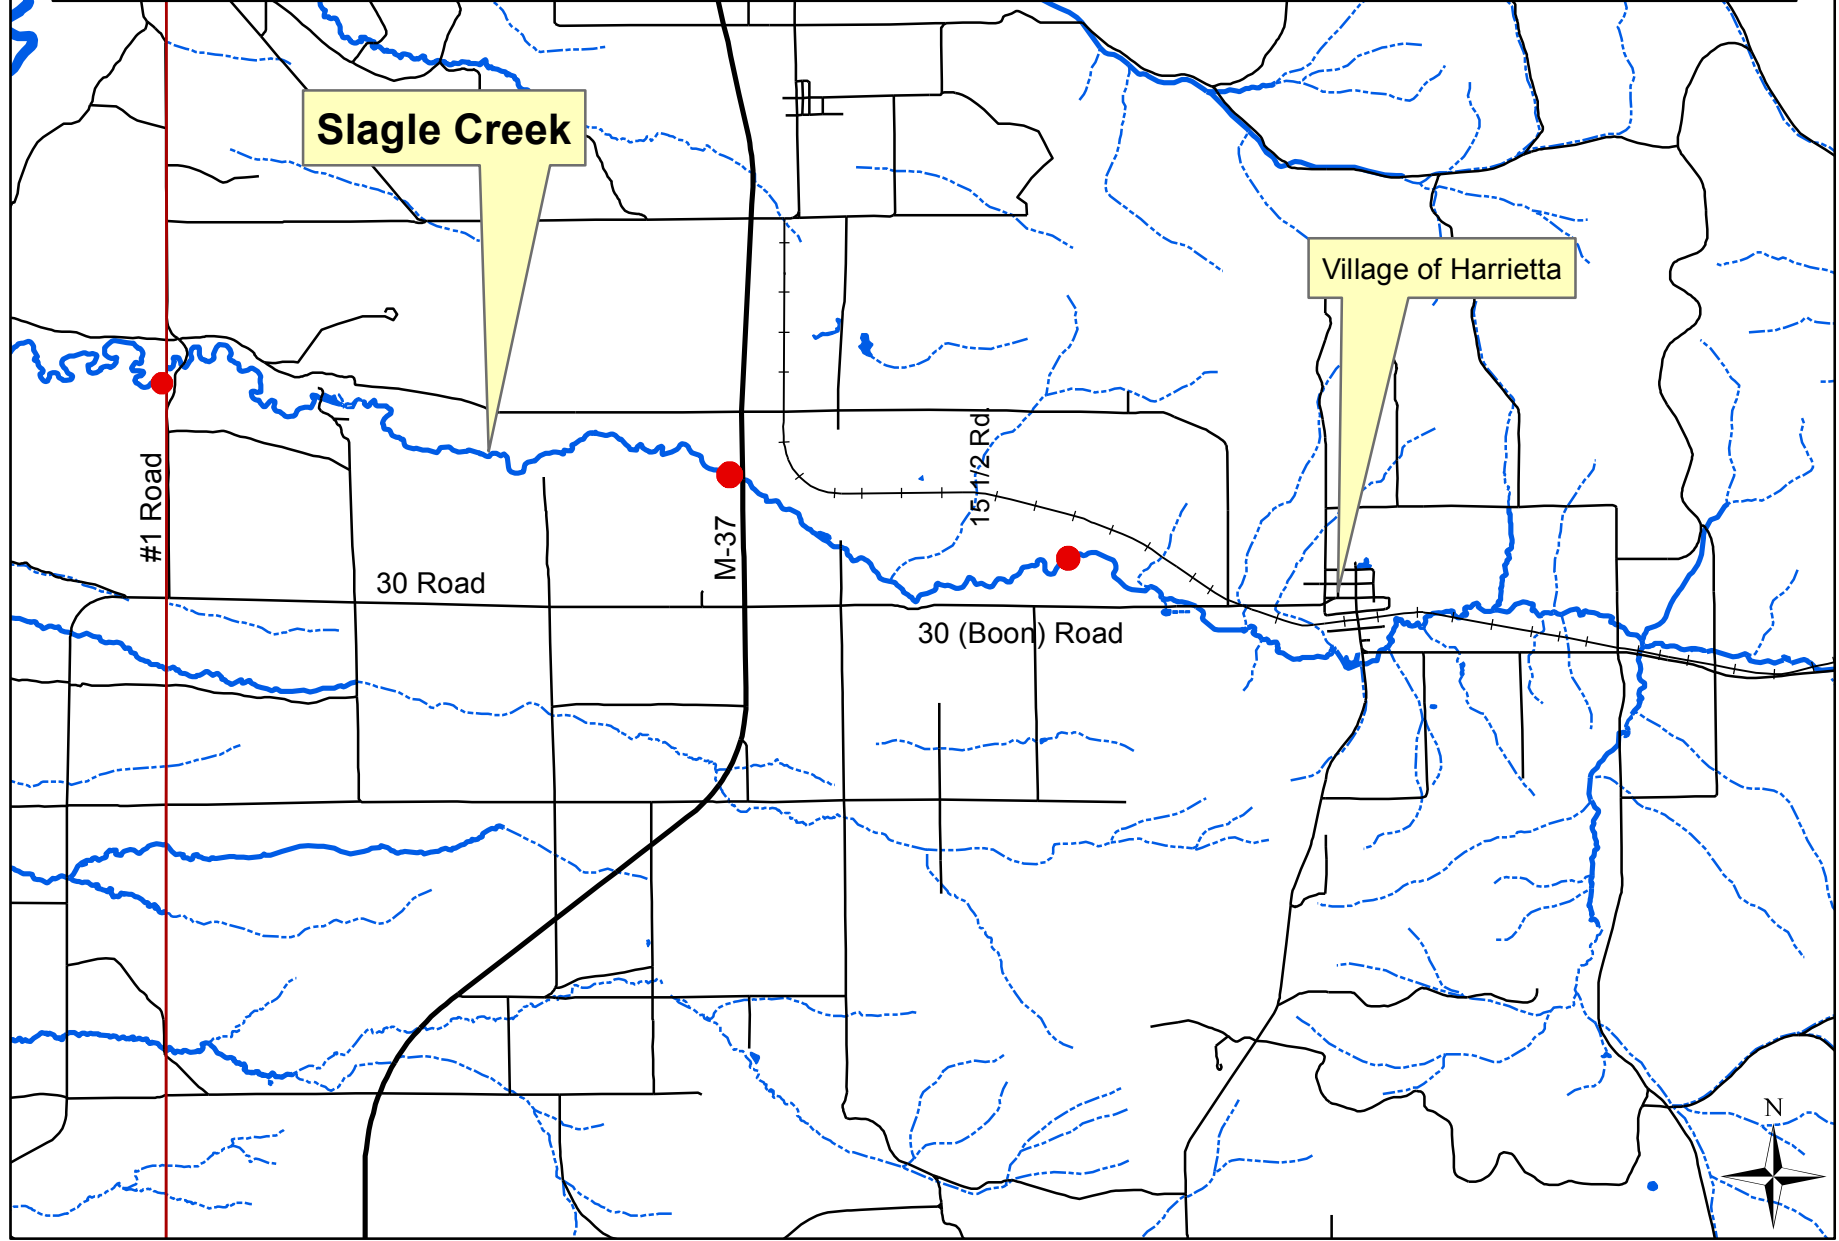 Slagle Creek
Village of Harrietta
15 1/2 Rd.
#1 Road
M-37
30 Road
30 (Boon) Road
N